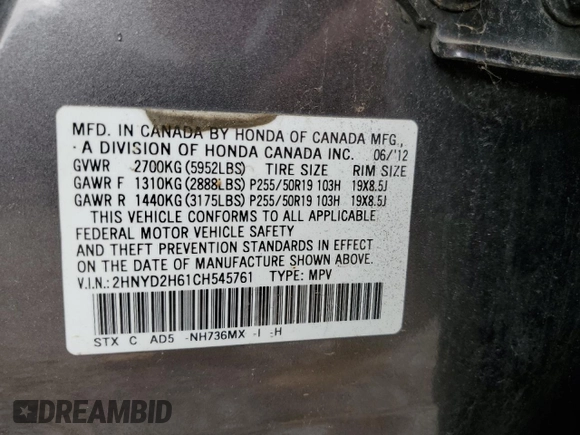 MFD. IN CANADA BY HONDA OF CANADA MFG.,
A DIVISION OF HONDA CANADA INC. 06/'12
GVWR 2700KG (5952LBS) TIRE SIZE RIM SIZE
GAWR F 1310KG (2888LBS) P255/50R19 103H 19X8.5J
GAWR R 1440KG (3175LBS) P255/50R19 103H 19X8.5J
THIS VEHICLE CONFORMS TO ALL APPLICABLE
FEDERAL MOTOR VEHICLE SAFETY
AND THEFT PREVENTION STANDARDS IN EFFECT
ON THE DATE OF MANUFACTURE SHOWN ABOVE.
V.I.N.: 2HNYD2H61CH545761 TYPE: MPV
STX C AD5 -NH736MX -I -H
DREAMBID